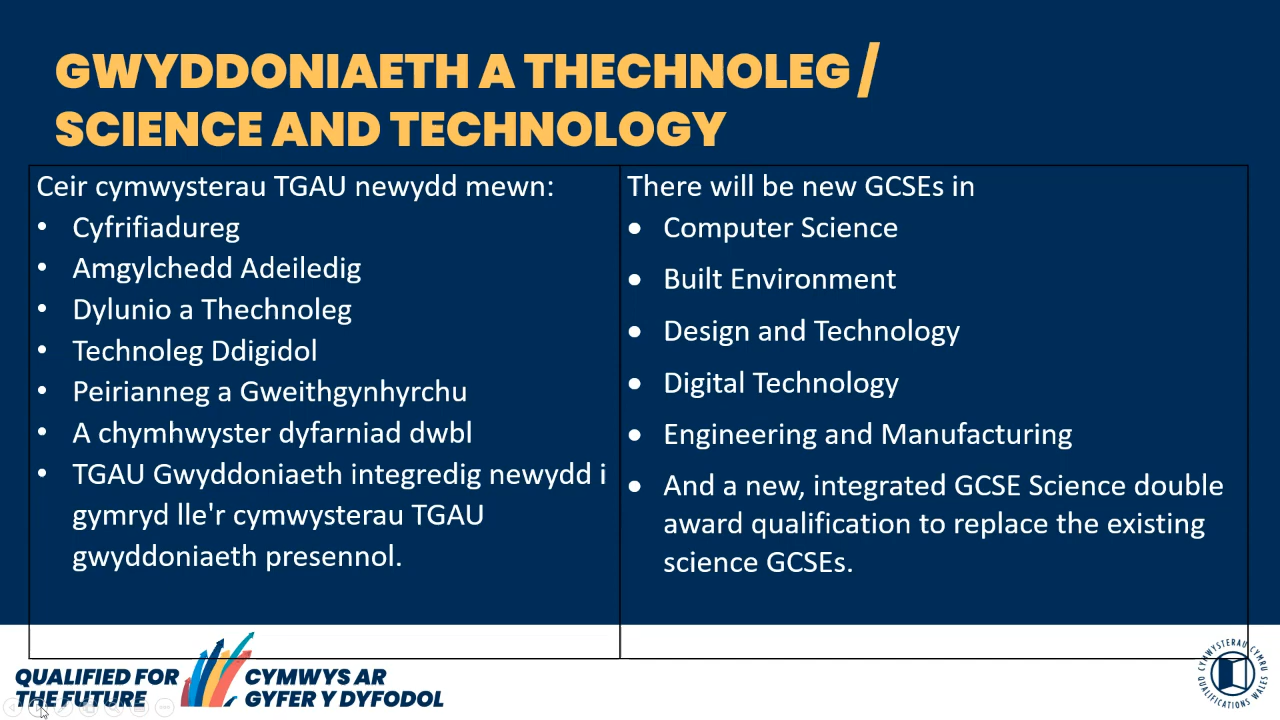 GWYDDONIAETH A THECHNOLEG /
SCIENCE AND TECHNOLOGY
Ceir cymwysterau TGAU newydd mewn:
• Cyfrifiadureg
• Amgylchedd Adeiledig
• Dylunio a Thechnoleg
• Technoleg Ddigidol
• Peirianneg a Gweithgynhyrchu
• A chymhwyster dyfarniad dwbl
• TGAU Gwyddoniaeth integredig newydd i
gymryd lle'r cymwysterau TGAU
gwyddoniaeth presennol.
There will be new GCSEs in
• Computer Science
• Built Environment
• Design and Technology
• Digital Technology
• Engineering and Manufacturing
• And a new, integrated GCSE Science double
award qualification to replace the existing
science GCSEs.
QUALIFIED FOR
THE FUTURE
CYMWYS AR
GYFER Y DYFODOL
CYMWYSTERAU CYMRU
QUALIFICATIONS WALES